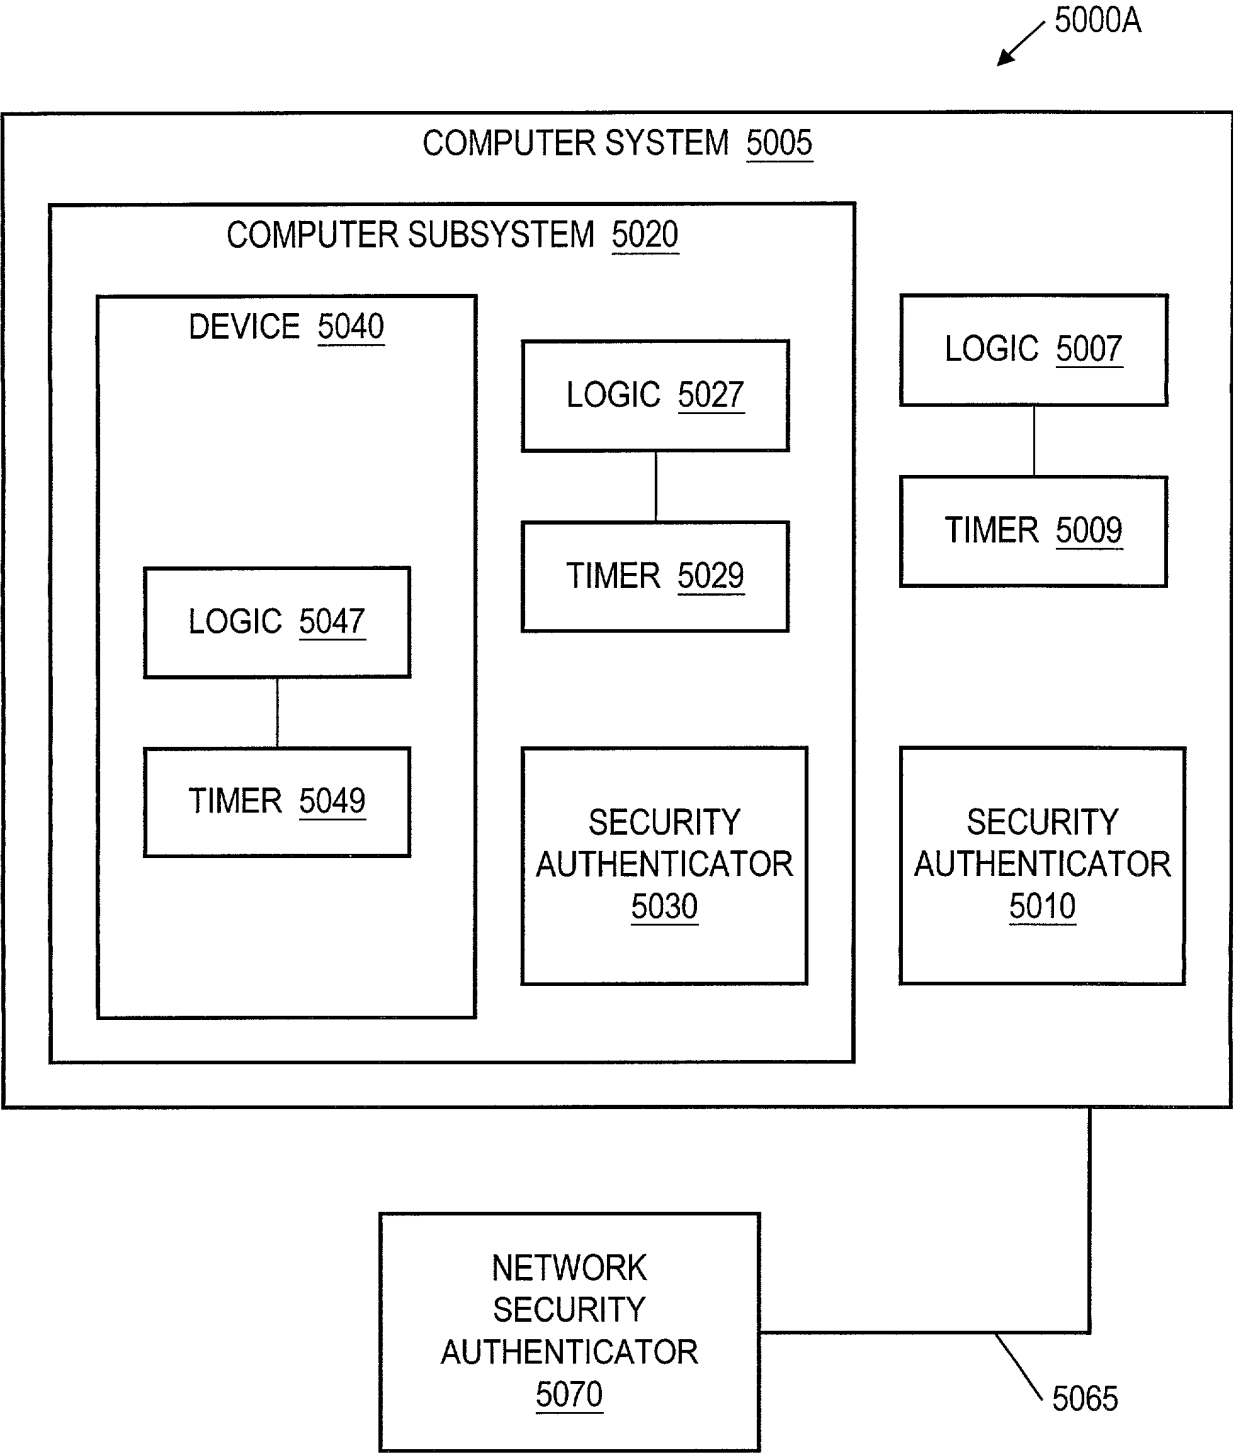 5000A
COMPUTER SYSTEM 5005
COMPUTER SUBSYSTEM 5020
DEVICE 5040
LOGIC 5047
TIMER 5049
LOGIC 5027
TIMER 5029
SECURITY
AUTHENTICATOR
5030
LOGIC 5007
TIMER 5009
SECURITY
AUTHENTICATOR
5010
NETWORK
SECURITY
AUTHENTICATOR
5070
5065